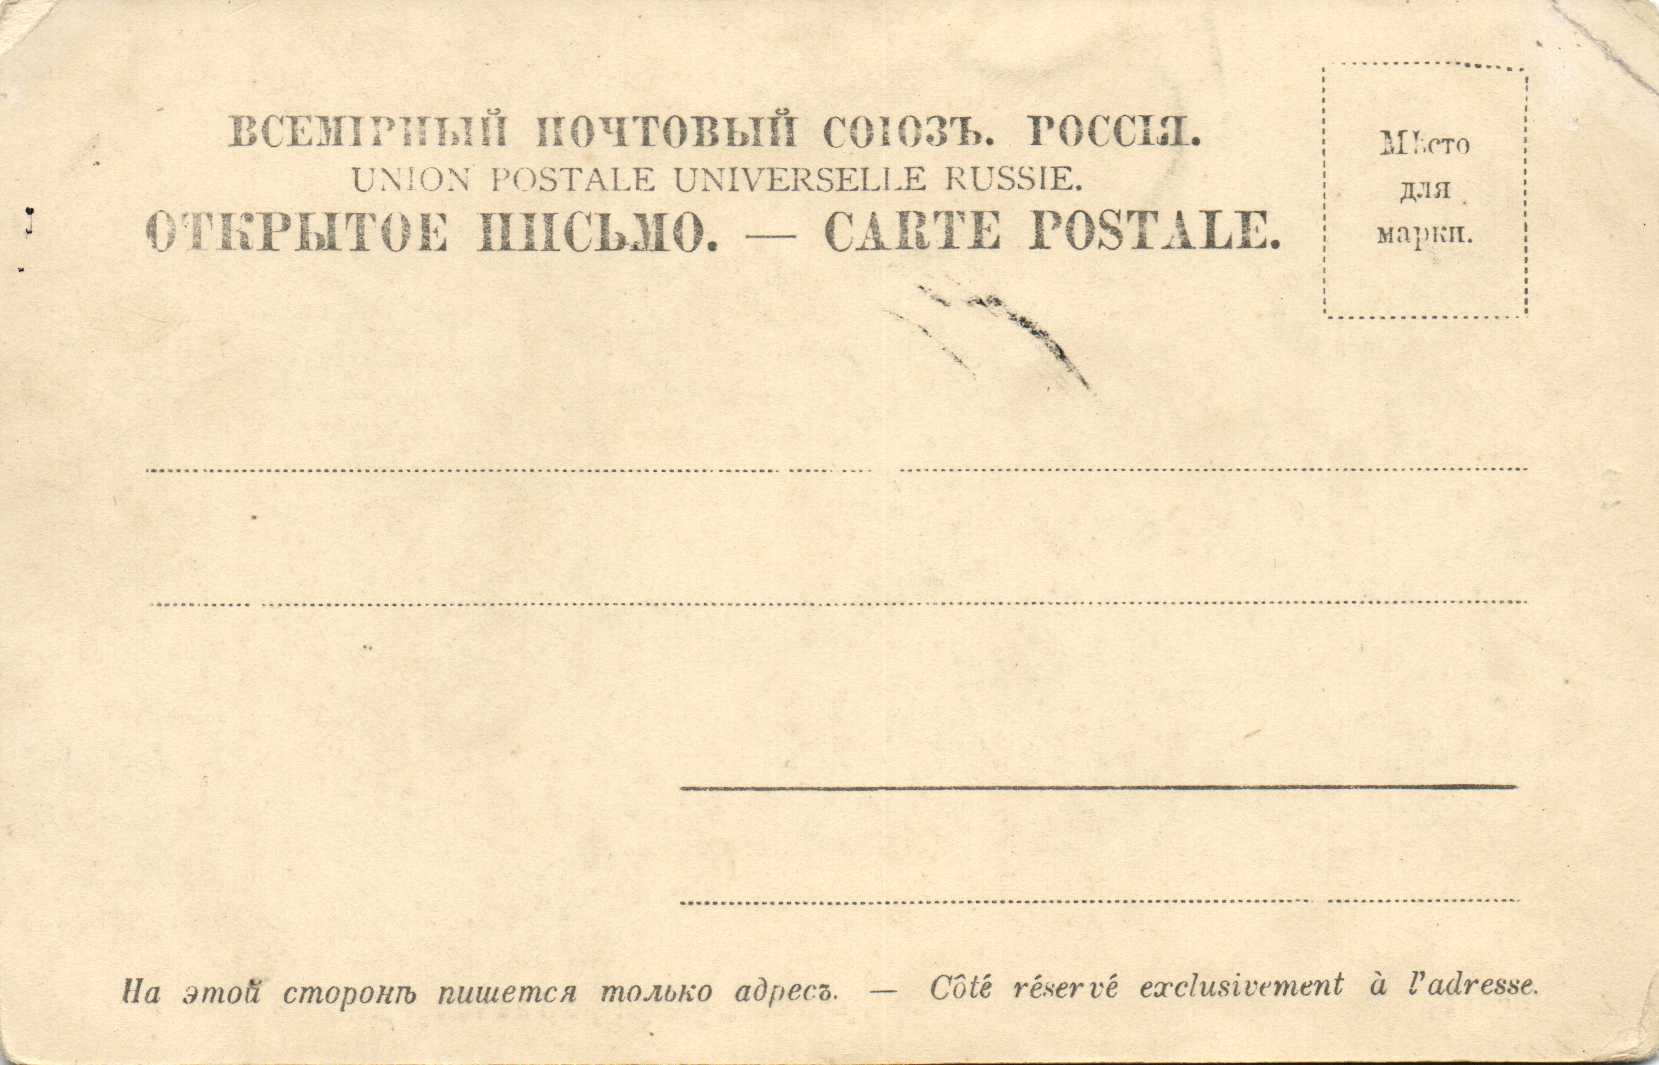 ВСЕМІРНЫЙ ПОЧТОВЫЙ СОЮЗЪ. РОССІЯ.
UNION POSTALE UNIVERSELLE RUSSIE.
ОТКРЫТОЕ ПИСЬМО. — CARTE POSTALE.
Мѣсто
для
марки.
На этой сторонѣ пишется только адресъ. — Côté réservé exclusivement à l'adresse.